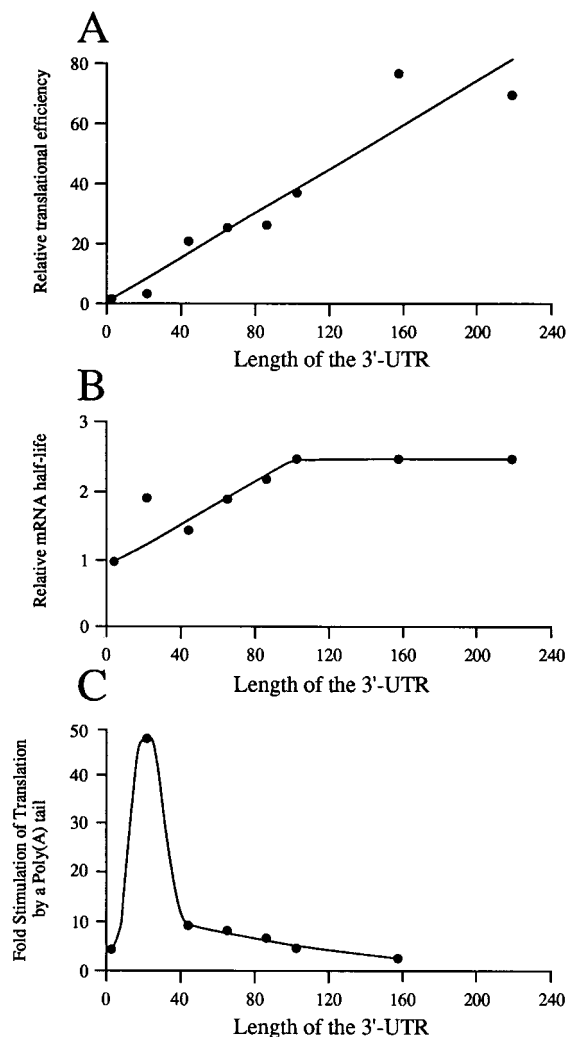 A
Relative translational efficiency
80
60
40
20
0
0 40 80 120 160 200 240
Length of the 3'-UTR
B
Relative mRNA half-life
3
2
1
0
0 40 80 120 160 200 240
Length of the 3'-UTR
C
Fold Stimulation of Translation
by a Poly(A) tail
50
40
30
20
10
0
0 40 80 120 160 200 240
Length of the 3'-UTR